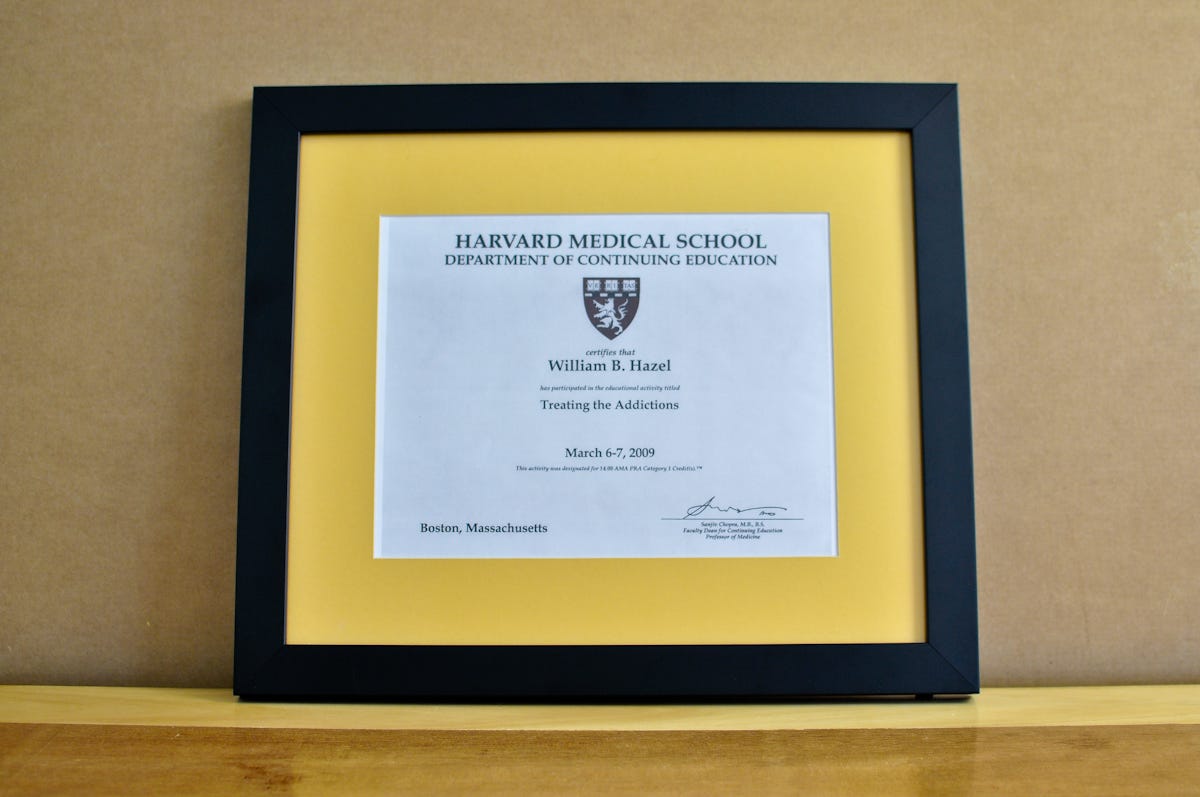 HARVARD MEDICAL SCHOOL
DEPARTMENT OF CONTINUING EDUCATION
certifies that
William B. Hazel
has participated in the educational activity titled
Treating the Addictions
March 6-7, 2009
This activity was designated for 14.00 AMA PRA Category 1 Credit(s).™
Boston, Massachusetts
Sanjiv Chopra, M.B., B.S.
Faculty Dean for Continuing Education
Professor of Medicine